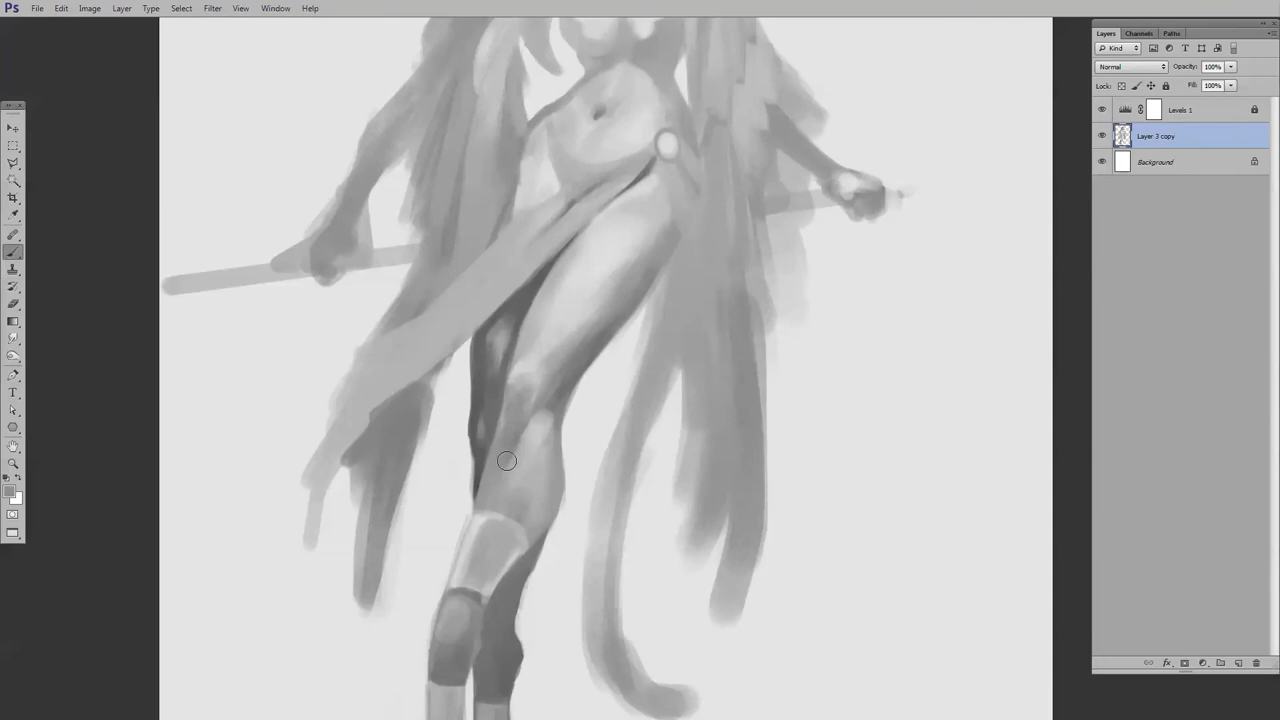 Ps File Edit Image Layer Type Select Filter View Window Help
Layers Channels Paths
Kind
Normal Opacity: 100%
Lock: Fill: 100%
Levels 1
Layer 3 copy
Background
fx